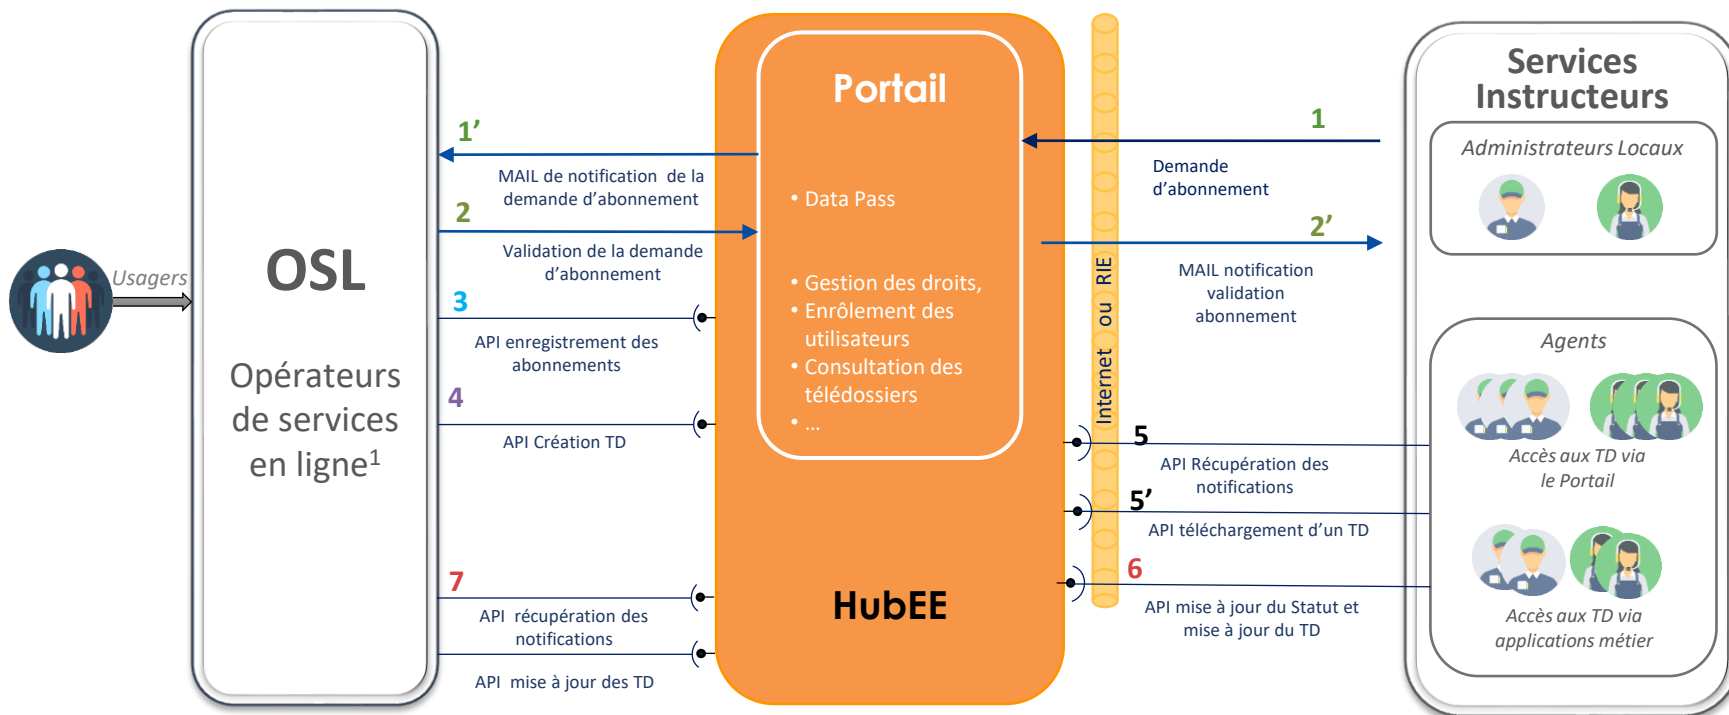 Usagers
OSL
Opérateurs
de services
en ligne1
1’
MAIL de notification de la
demande d’abonnement
2
Validation de la demande
d’abonnement
3
API enregistrement des
abonnements
4
API Création TD
7
API récupération des
notifications
API mise à jour des TD
Portail
• Data Pass
• Gestion des droits,
• Enrôlement des
utilisateurs
• Consultation des
télédossiers
• ...
HubEE
Internet ou RIE
1
Demande
d’abonnement
2’
MAIL notification
validation
abonnement
5
API Récupération des
notifications
5’
API téléchargement d’un TD
6
API mise à jour du Statut et
mise à jour du TD
Services
Instructeurs
Administrateurs Locaux
Agents
Accès aux TD via
le Portail
Accès aux TD via
applications métier